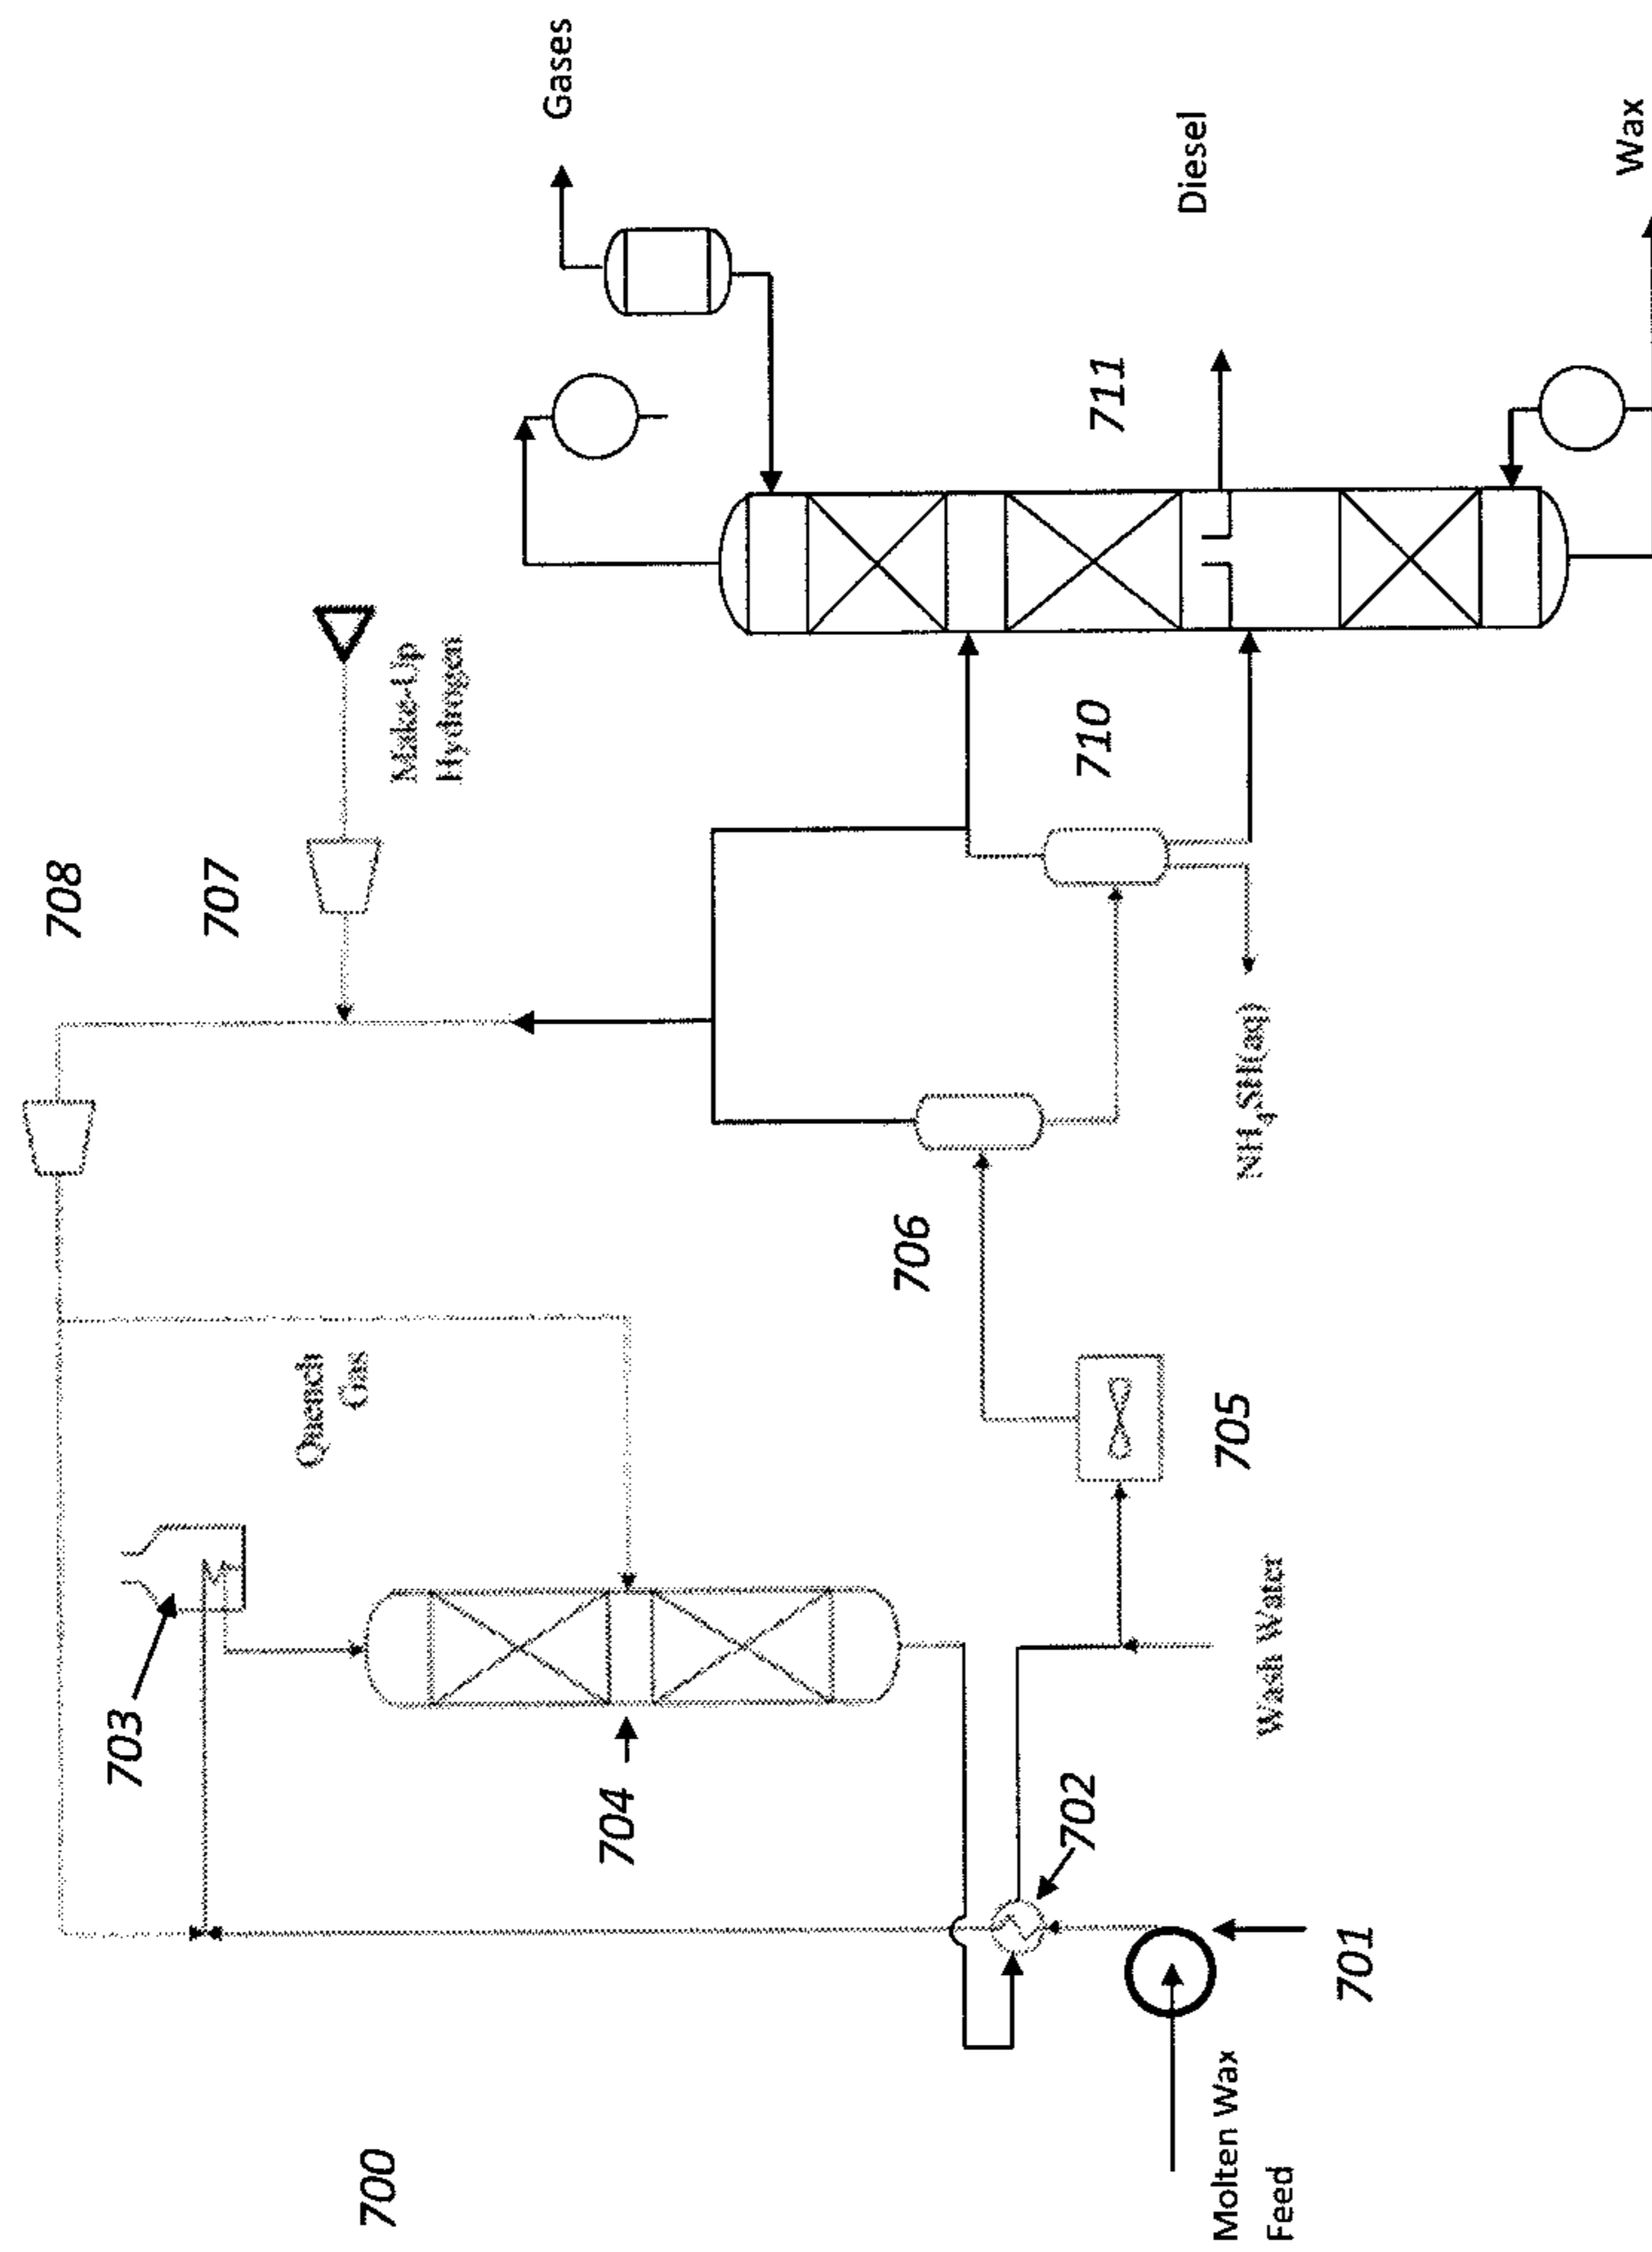 700
Molten Wax
Feed
701
702
703
704
Wash Water
705
Quench
Gas
706
NH4SH(aq)
708
707
Make-Up
Hydrogen
710
711
Gases
Diesel
Wax